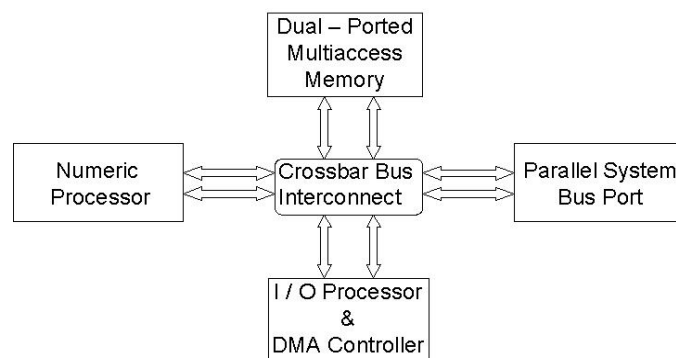 Dual – Ported
Multiaccess
Memory
Numeric
Processor
Crossbar Bus
Interconnect
Parallel System
Bus Port
I / O Processor
&
DMA Controller